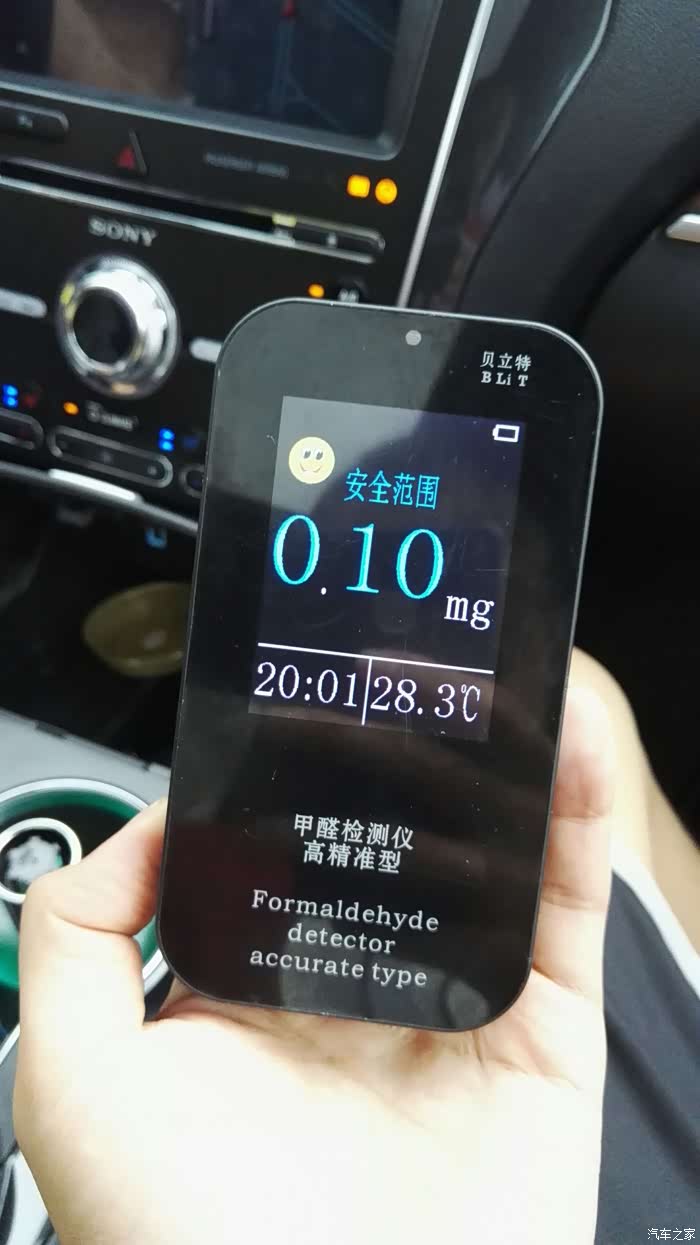 SONY
贝立特
BLiT
安全范围
0.10
mg
20:01
28.3℃
甲醛检测仪
高精准型
Formaldehyde
detector
accurate type
汽车之家